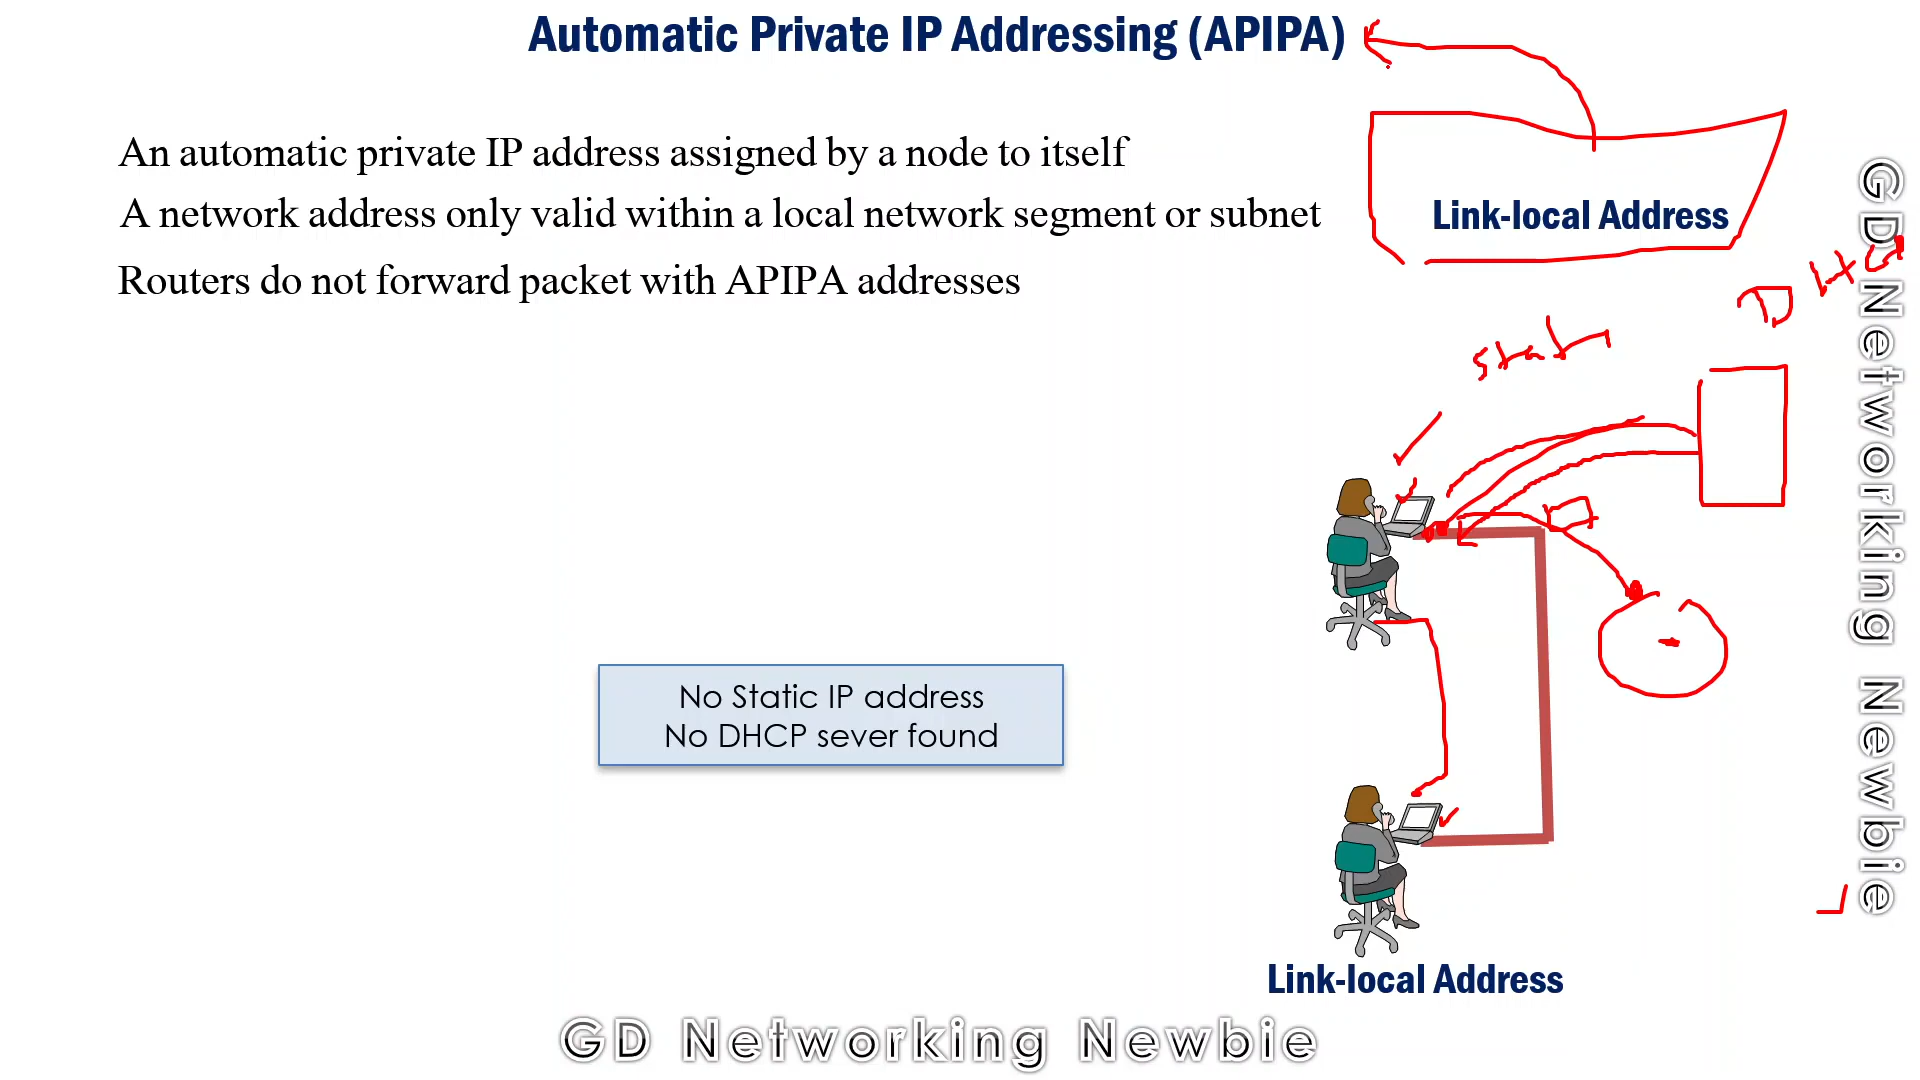 Automatic Private IP Addressing (APIPA)
An automatic private IP address assigned by a node to itself
A network address only valid within a local network segment or subnet
Link-local Address
Routers do not forward packet with APIPA addresses
No Static IP address
No DHCP sever found
Link-local Address
GD Networking Newbie
GD Networking Newbie